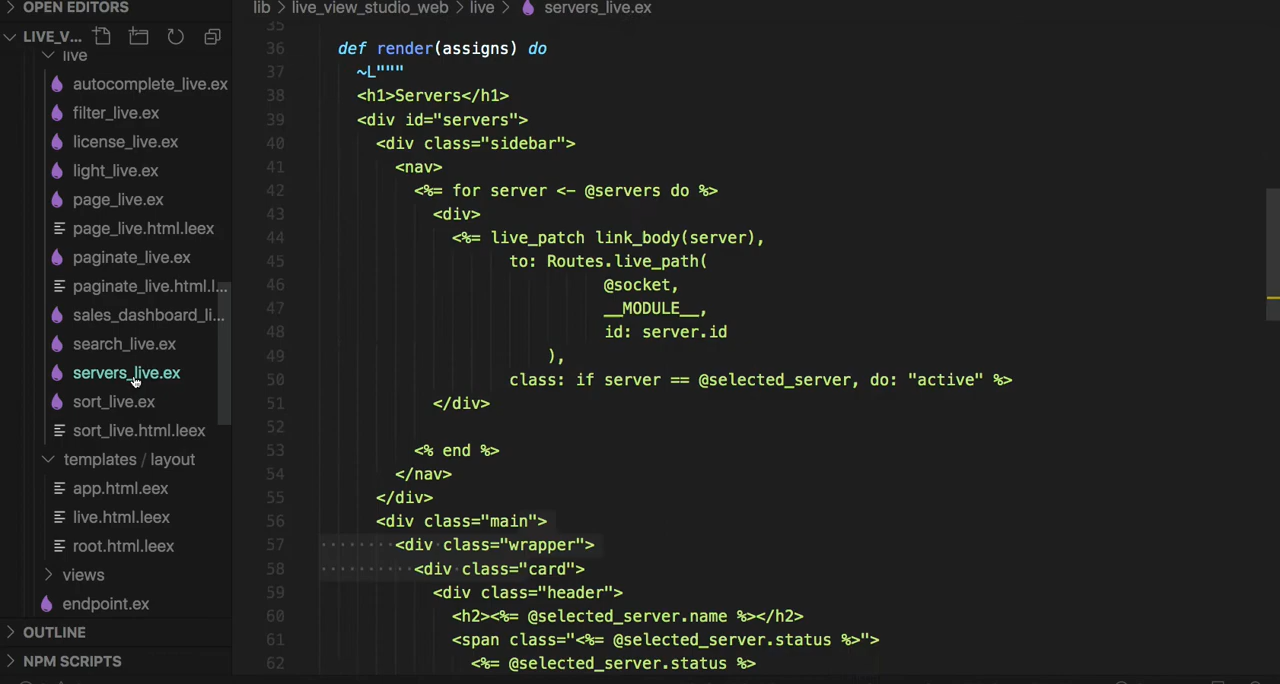 OPEN EDITORS
LIVE_V...
live
autocomplete_live.ex
filter_live.ex
license_live.ex
light_live.ex
page_live.ex
page_live.html.leex
paginate_live.ex
paginate_live.html.l...
sales_dashboard_li...
search_live.ex
servers_live.ex
sort_live.ex
sort_live.html.leex
templates / layout
app.html.eex
live.html.leex
root.html.leex
views
endpoint.ex
OUTLINE
NPM SCRIPTS
lib > live_view_studio_web > live > servers_live.ex
35
36 def render(assigns) do
37 ~L"""
38 <h1>Servers</h1>
39 <div id="servers">
40 <div class="sidebar">
41 <nav>
42 <%= for server <- @servers do %>
43 <div>
44 <%= live_patch link_body(server),
45 to: Routes.live_path(
46 @socket,
47 __MODULE__,
48 id: server.id
49 ),
50 class: if server == @selected_server, do: "active" %>
51 </div>
52
53 <% end %>
54 </nav>
55 </div>
56 <div class="main">
57 <div class="wrapper">
58 <div class="card">
59 <div class="header">
60 <h2><%= @selected_server.name %></h2>
61 <span class="<%= @selected_server.status %>">
62 <%= @selected_server.status %>